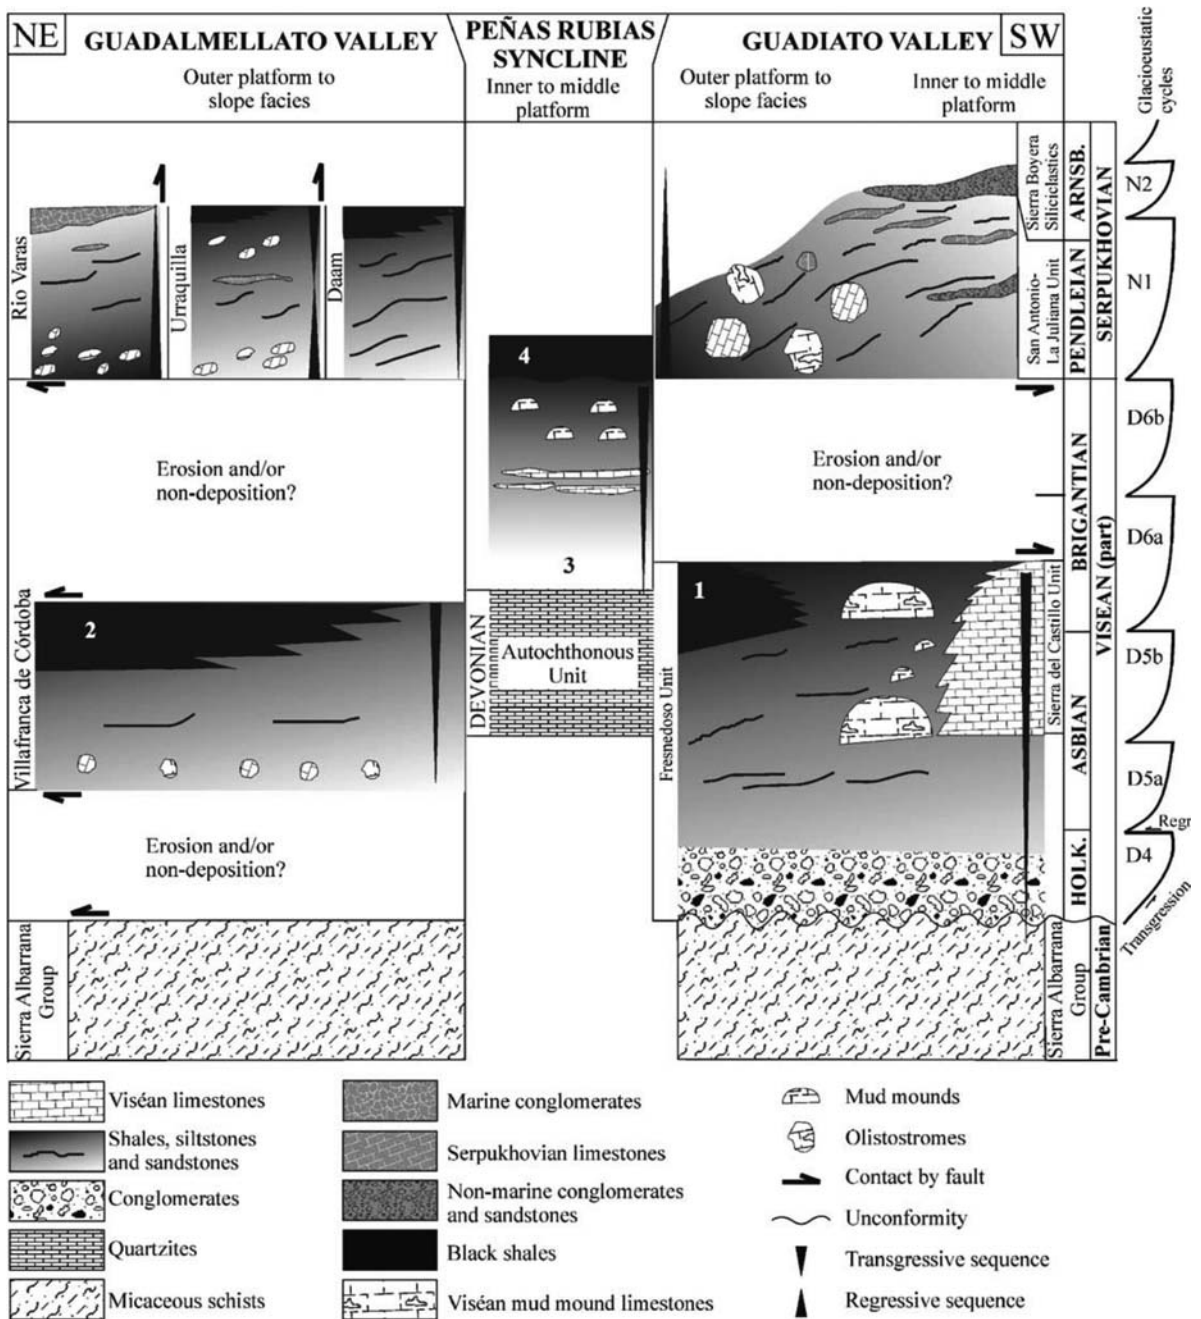 NE
GUADALMELLATO VALLEY
Outer platform to
slope facies
PEÑAS RUBIAS
SYNCLINE
Inner to middle
platform
GUADIATO VALLEY
SW
Outer platform to
slope facies
Inner to middle
platform
Glacioeustatic
cycles
Rio Varas
Urraquilla
Daam
4
3
Sierra Boyera
Siliciclastics
San Antonio-
La Juliana Unit
ARNSB.
PENDLEIAN
SERPUKHOVIAN
N2
N1
Erosion and/or
non-deposition?
Erosion and/or
non-deposition?
BRIGANTIAN
VISEAN (part)
D6b
D6a
Villafranca de Córdoba
2
DEVONIAN
Autochthonous
Unit
Fresnedoso Unit
1
Sierra del Castillo Unit
ASBIAN
D5b
D5a
Regr
Erosion and/or
non-deposition?
HOLK.
D4
Transgression
Sierra Albarrana
Group
Sierra Albarrana
Group
Pre-Cambrian
Viséan limestones
Shales, siltstones
and sandstones
Conglomerates
Quartzites
Micaceous schists
Marine conglomerates
Serpukhovian limestones
Non-marine conglomerates
and sandstones
Black shales
Viséan mud mound limestones
Mud mounds
Olistostromes
Contact by fault
Unconformity
Transgressive sequence
Regressive sequence